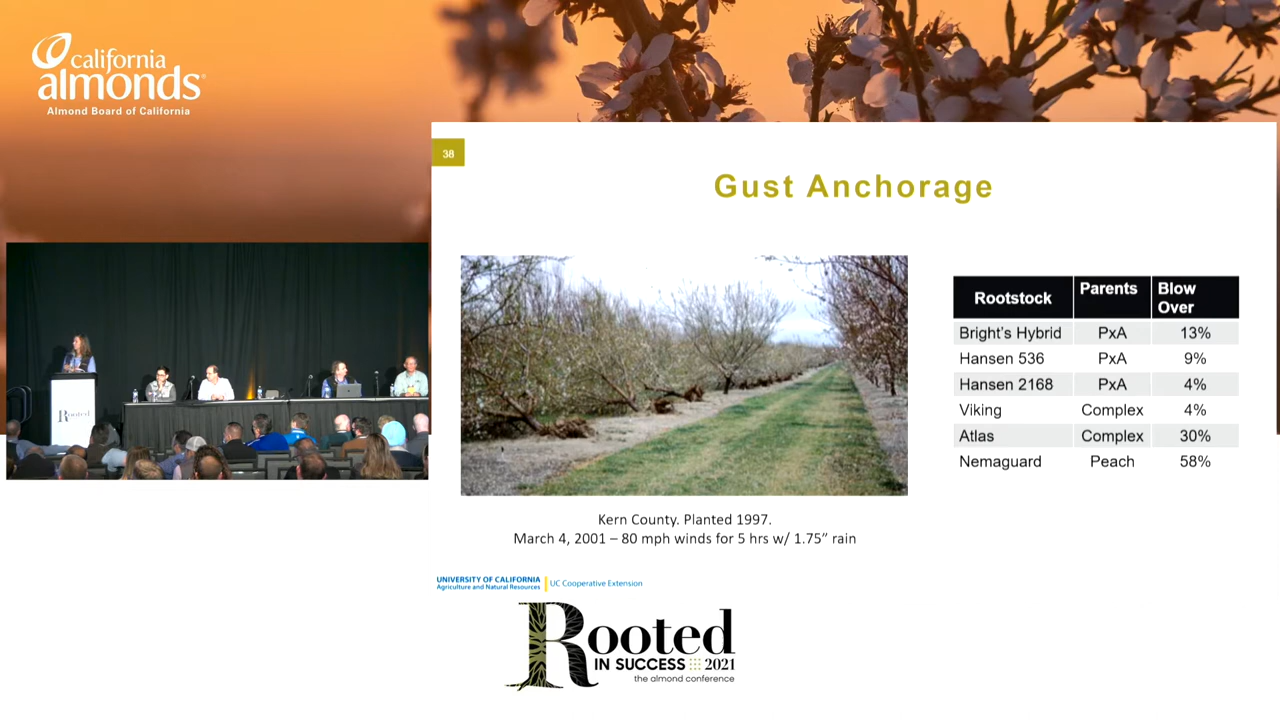 california
almonds
Almond Board of California
38
Gust Anchorage
Rootstock Parents Blow Over
Bright's Hybrid PxA 13%
Hansen 536 PxA 9%
Hansen 2168 PxA 4%
Viking Complex 4%
Atlas Complex 30%
Nemaguard Peach 58%
Kern County. Planted 1997.
March 4, 2001 – 80 mph winds for 5 hrs w/ 1.75” rain
UNIVERSITY OF CALIFORNIA
Agriculture and Natural Resources
UC Cooperative Extension
Rooted
IN SUCCESS 2021
the almond conference
Rooted